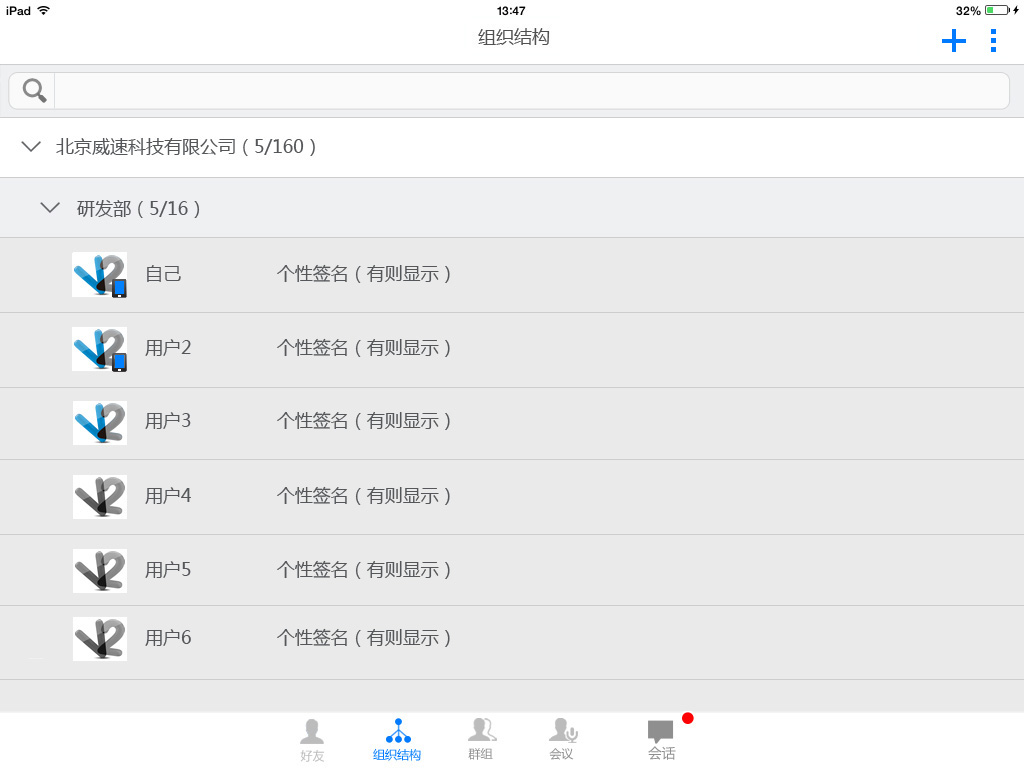 iPad 13:47 32%
组织结构
北京威速科技有限公司 ( 5/160 )
研发部 ( 5/16 )
自己 个性签名 ( 有则显示 )
用户2 个性签名 ( 有则显示 )
用户3 个性签名 ( 有则显示 )
用户4 个性签名 ( 有则显示 )
用户5 个性签名 ( 有则显示 )
用户6 个性签名 ( 有则显示 )
好友 组织结构 群组 会议 会话